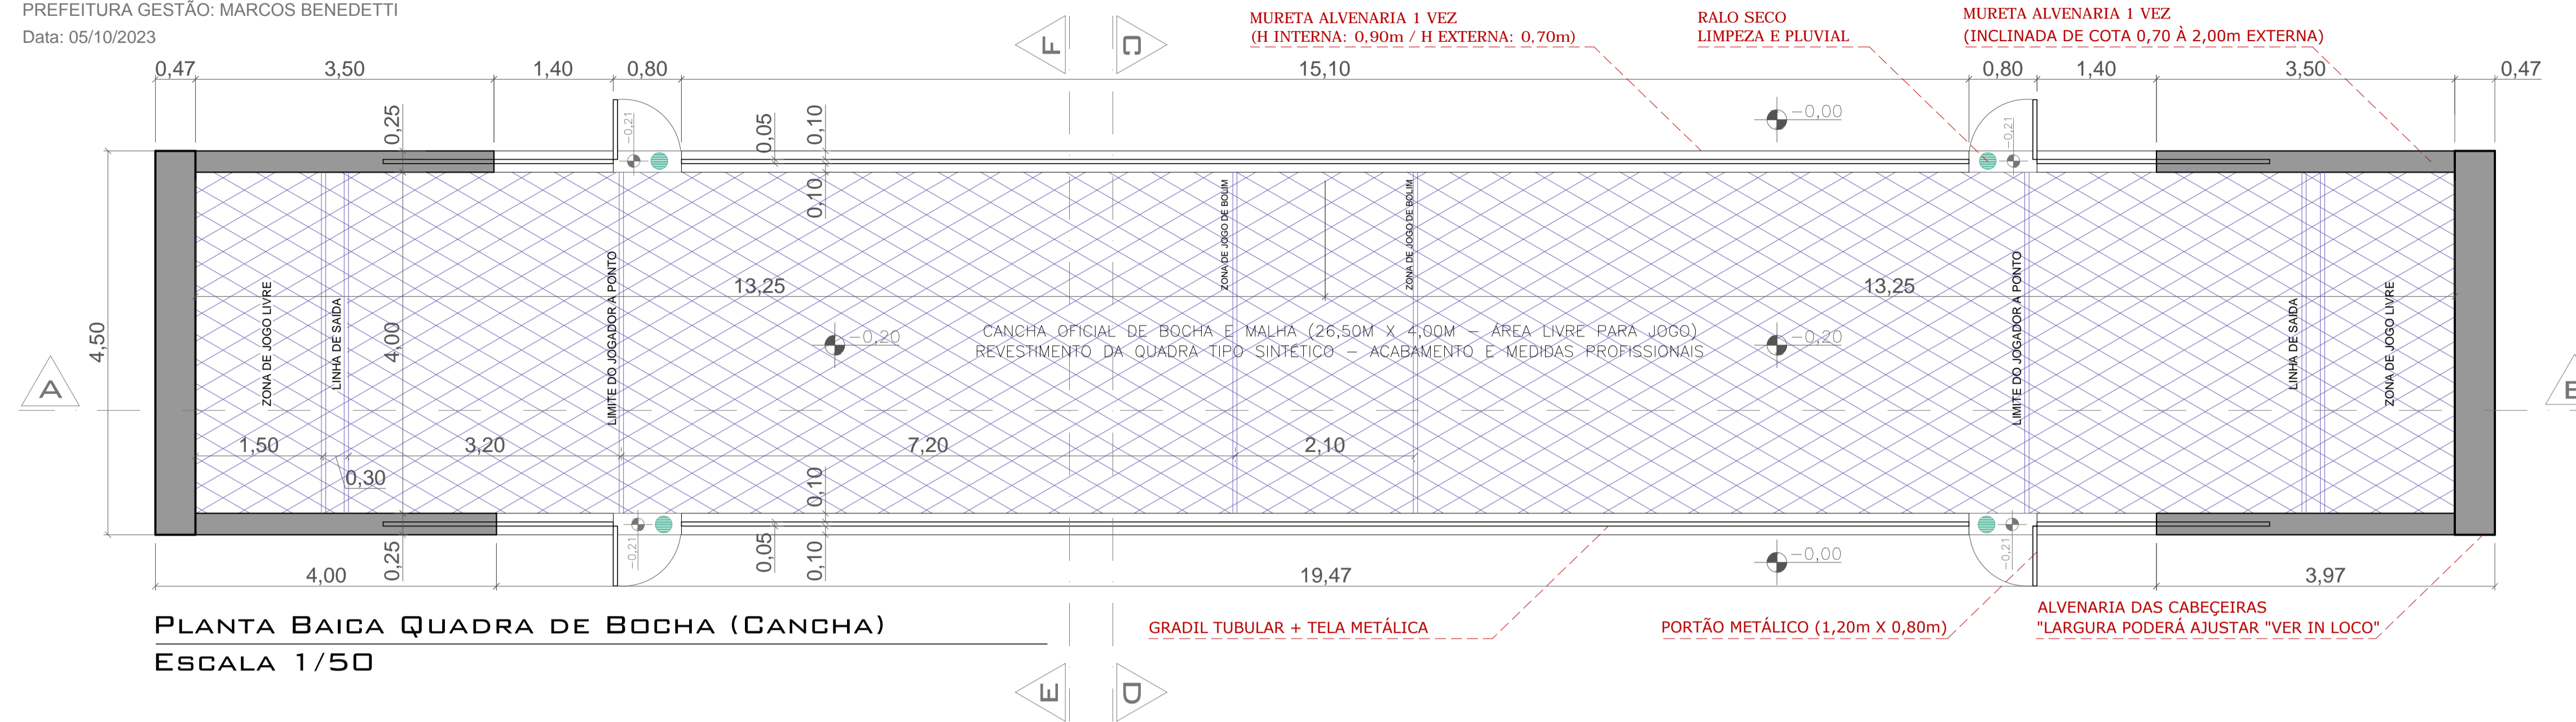 PREFEITURA GESTÃO: MARCOS BENEDETTI
Data: 05/10/2023
MURETA ALVENARIA 1 VEZ
(H INTERNA: 0,90m / H EXTERNA: 0,70m)
RALO SECO
LIMPEZA E PLUVIAL
MURETA ALVENARIA 1 VEZ
(INCLINADA DE COTA 0,70 À 2,00m EXTERNA)
F
C
0,47
3,50
1,40
0,80
15,10
0,80
1,40
3,50
0,47
0,25
-0,21
0,05
0,10
-0,00
-0,21
0,10
ZONA DE JOGO DE BOLIM
ZONA DE JOGO DE BOLIM
13,25
13,25
4,50
ZONA DE JOGO LIVRE
LINHA DE SAIDA
4,00
LIMITE DO JOGADOR A PONTO
-0,20
CANCHA OFICIAL DE BOCHA E MALHA (26,50M X 4,00M – ÁREA LIVRE PARA JOGO)
REVESTIMENTO DA QUADRA TIPO SINTÉTICO – ACABAMENTO E MEDIDAS PROFISSIONAIS
-0,20
LIMITE DO JOGADOR A PONTO
LINHA DE SAIDA
ZONA DE JOGO LIVRE
A
1,50
0,30
3,20
7,20
2,10
0,10
0,25
-0,21
0,05
0,10
-0,00
-0,21
4,00
19,47
3,97
PLANTA BAICA QUADRA DE BOCHA (CANCHA)
ESCALA 1/50
GRADIL TUBULAR + TELA METÁLICA
PORTÃO METÁLICO (1,20m X 0,80m)
ALVENARIA DAS CABEÇEIRAS
"LARGURA PODERÁ AJUSTAR "VER IN LOCO"
E
D